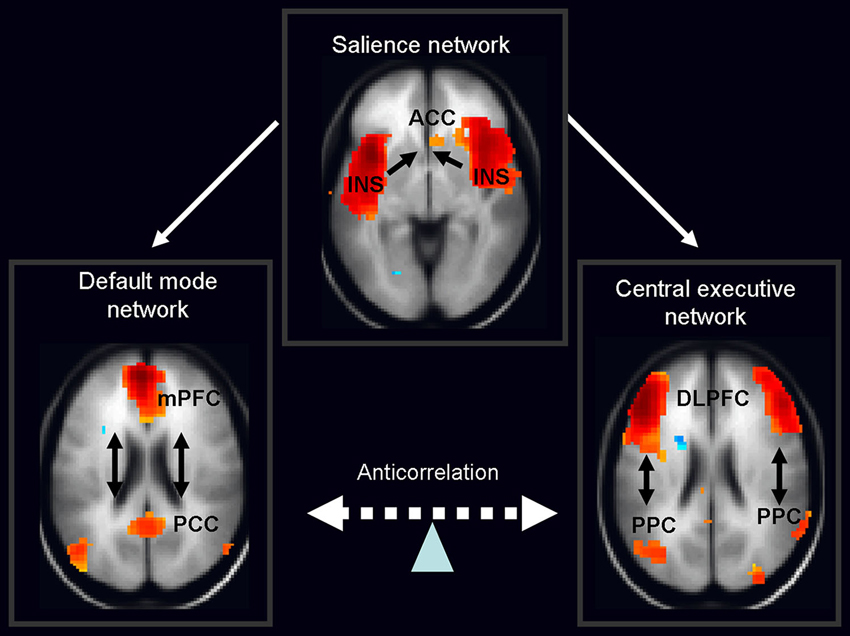 Salience network
ACC
INS
INS
Default mode
network
mPFC
PCC
Anticorrelation
Central executive
network
DLPFC
PPC
PPC